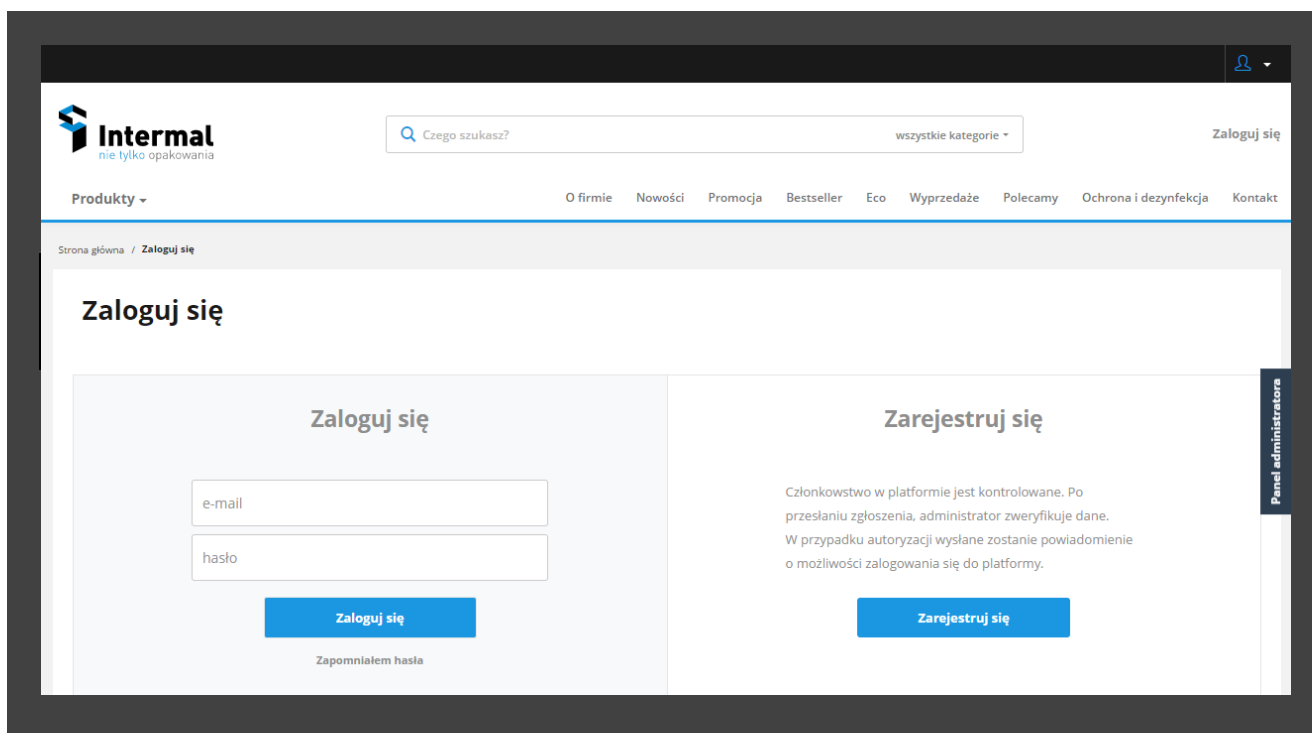 Intermal
nie tylko opakowania
Czego szukasz?
wszystkie kategorie
Zaloguj się
Produkty
O firmie Nowości Promocja Bestseller Eco Wyprzedaże Polecamy Ochrona i dezynfekcja Kontakt
Strona główna / Zaloguj się
Zaloguj się
Zaloguj się
e-mail
hasło
Zaloguj się
Zapomniałem hasła
Zarejestruj się
Członkowstwo w platformie jest kontrolowane. Po
przesłaniu zgłoszenia, administrator zweryfikuje dane.
W przypadku autoryzacji wysłane zostanie powiadomienie
o możliwości zalogowania się do platformy.
Zarejestruj się
Panel administratora